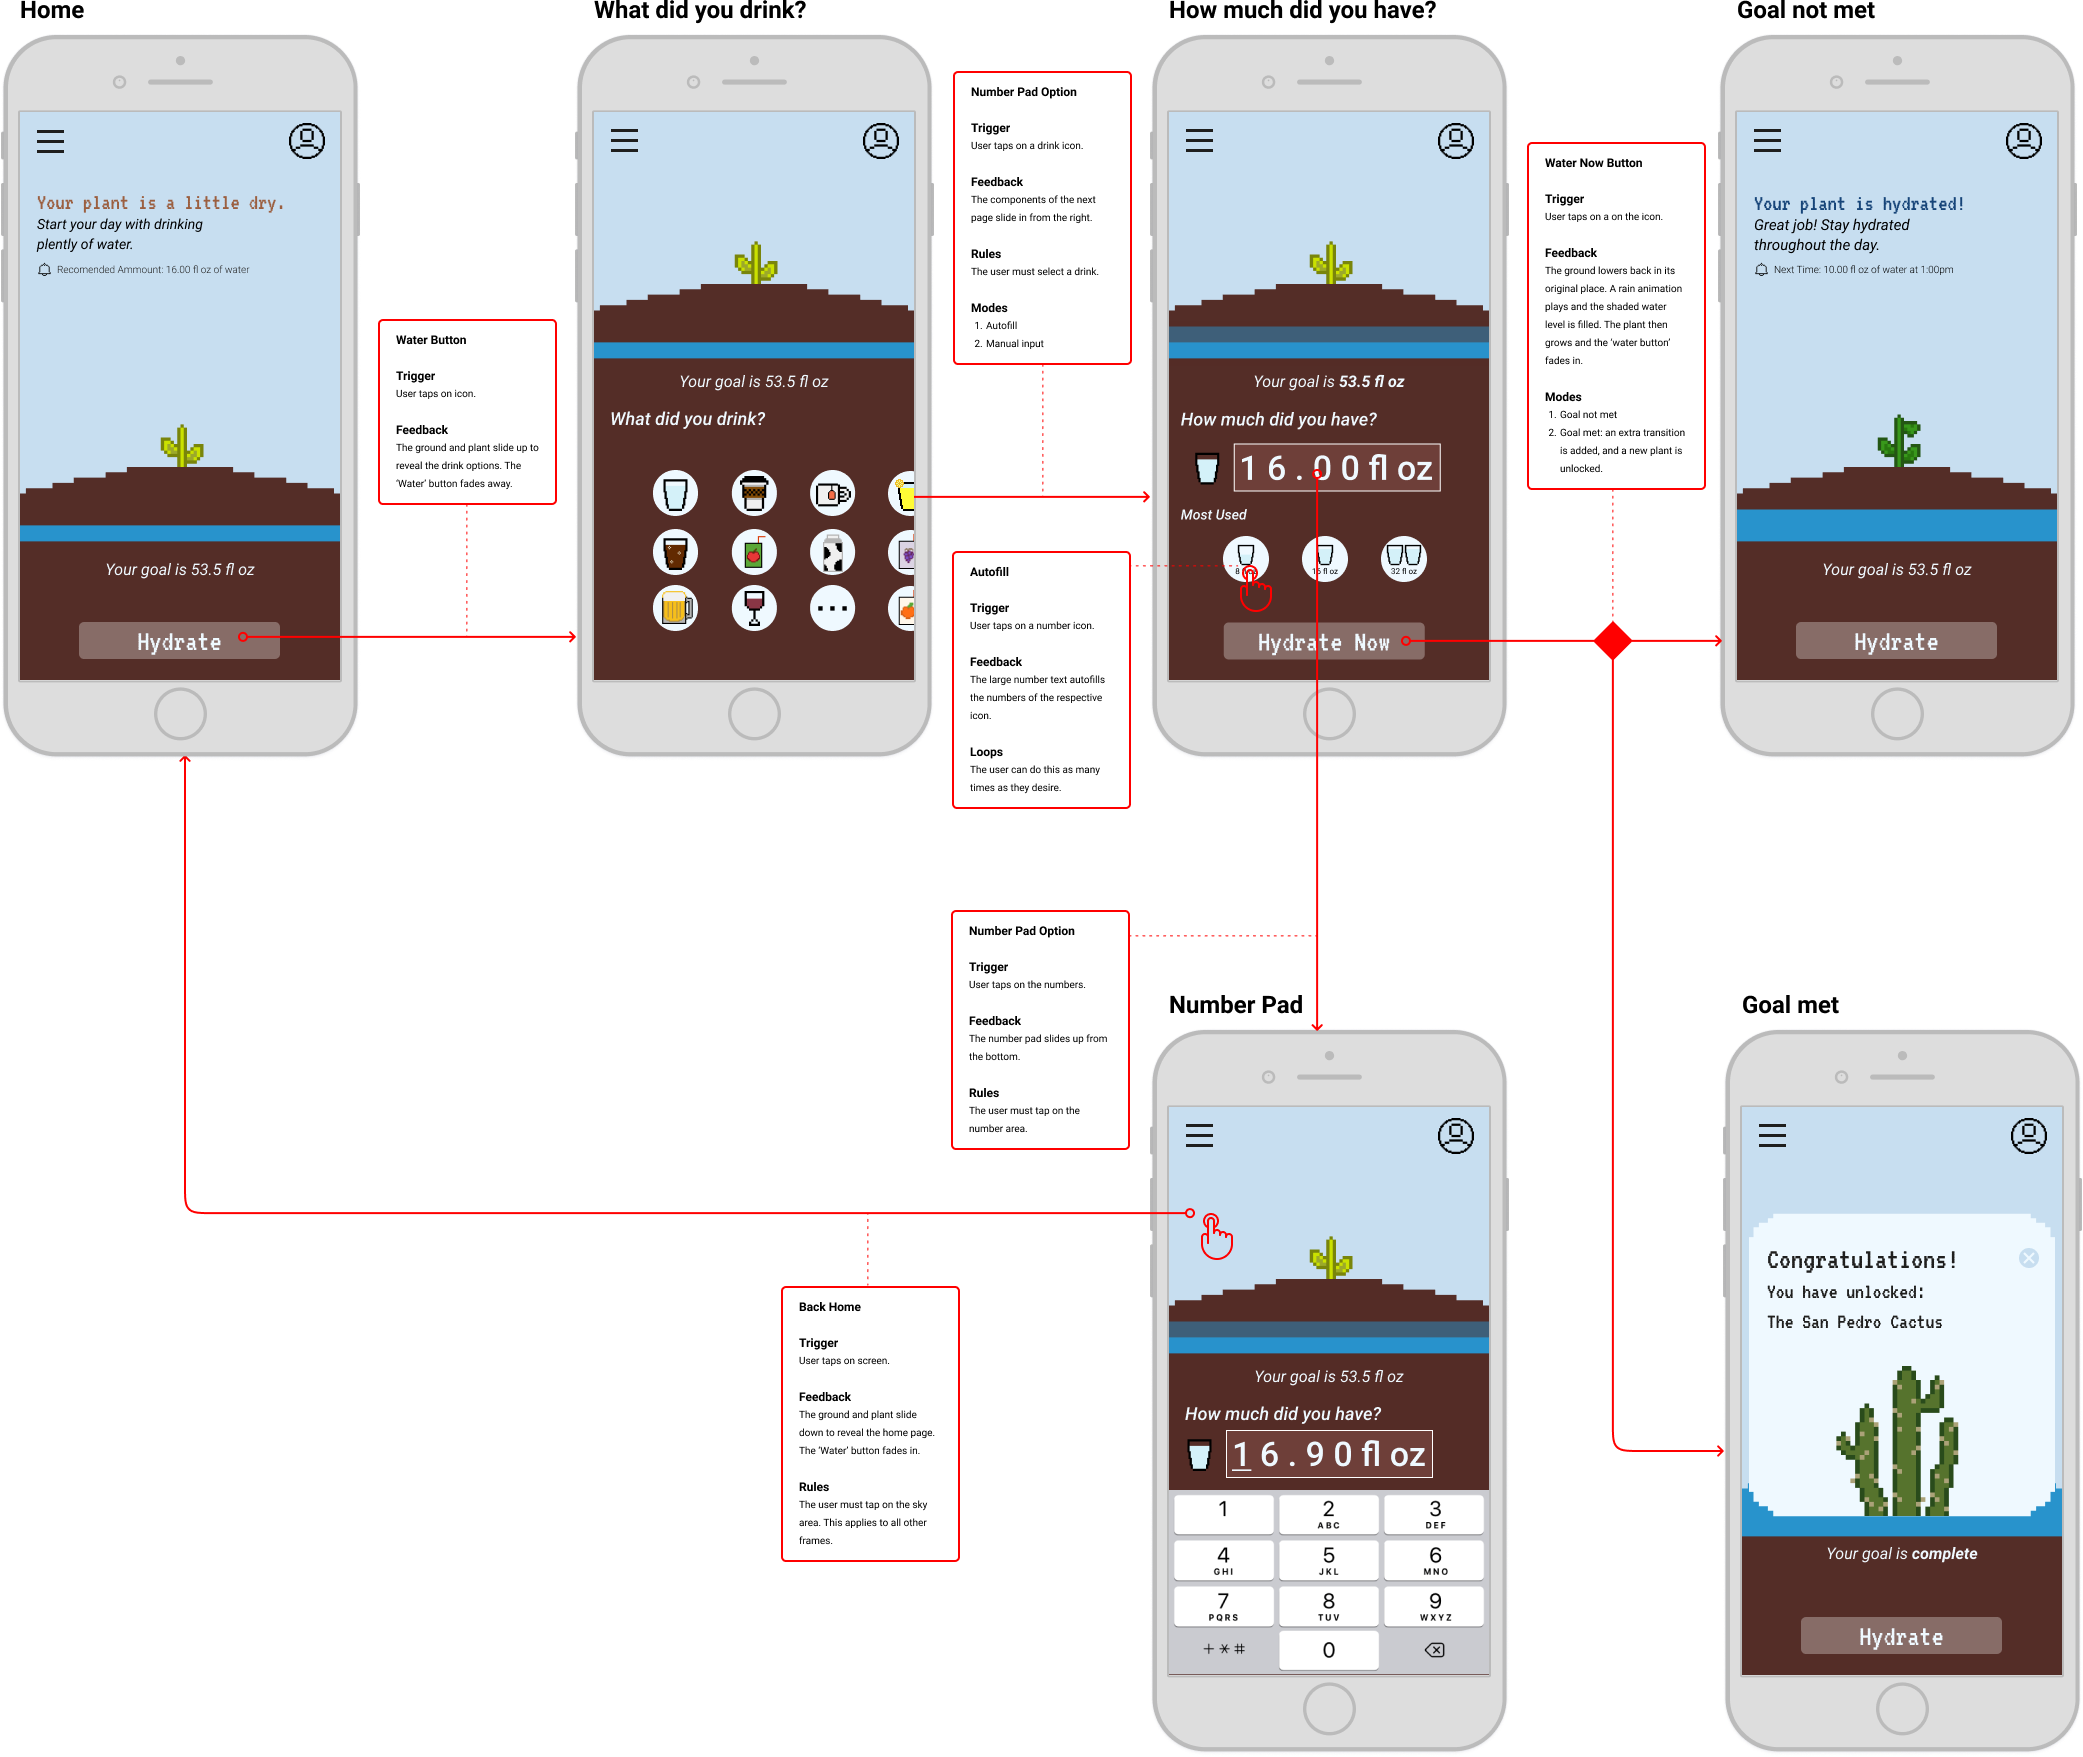 Home
Your plant is a little dry.
Start your day with drinking
plently of water.
Recomended Ammount: 16.00 fl oz of water
Your goal is 53.5 fl oz
Hydrate
Water Button
Trigger
User taps on icon.
Feedback
The ground and plant slide up to
reveal the drink options. The
‘Water’ button fades away.
What did you drink?
Your goal is 53.5 fl oz
What did you drink?
Number Pad Option
Trigger
User taps on a drink icon.
Feedback
The components of the next
page slide in from the right.
Rules
The user must select a drink.
Modes
1. Autofill
2. Manual input
Autofill
Trigger
User taps on a number icon.
Feedback
The large number text autofills
the numbers of the respective
icon.
Loops
The user can do this as many
times as they desire.
How much did you have?
Your goal is 53.5 fl oz
How much did you have?
16.00 fl oz
Most Used
8 fl oz
16 fl oz
32 fl oz
Hydrate Now
Water Now Button
Trigger
User taps on a on the icon.
Feedback
The ground lowers back in its
original place. A rain animation
plays and the shaded water
level is filled. The plant then
grows and the ‘water button’
fades in.
Modes
1. Goal not met
2. Goal met: an extra transition
is added, and a new plant is
unlocked.
Goal not met
Your plant is hydrated!
Great job! Stay hydrated
throughout the day.
Next Time: 10.00 fl oz of water at 1:00pm
Your goal is 53.5 fl oz
Hydrate
Number Pad Option
Trigger
User taps on the numbers.
Feedback
The number pad slides up from
the bottom.
Rules
The user must tap on the
number area.
Back Home
Trigger
User taps on screen.
Feedback
The ground and plant slide
down to reveal the home page.
The ‘Water’ button fades in.
Rules
The user must tap on the sky
area. This applies to all other
frames.
Number Pad
Your goal is 53.5 fl oz
How much did you have?
16.90 fl oz
1 2 3
ABC DEF
4 5 6
GHI JKL MNO
7 8 9
PQRS TUV WXYZ
+*# 0
Goal met
Congratulations!
You have unlocked:
The San Pedro Cactus
Your goal is complete
Hydrate